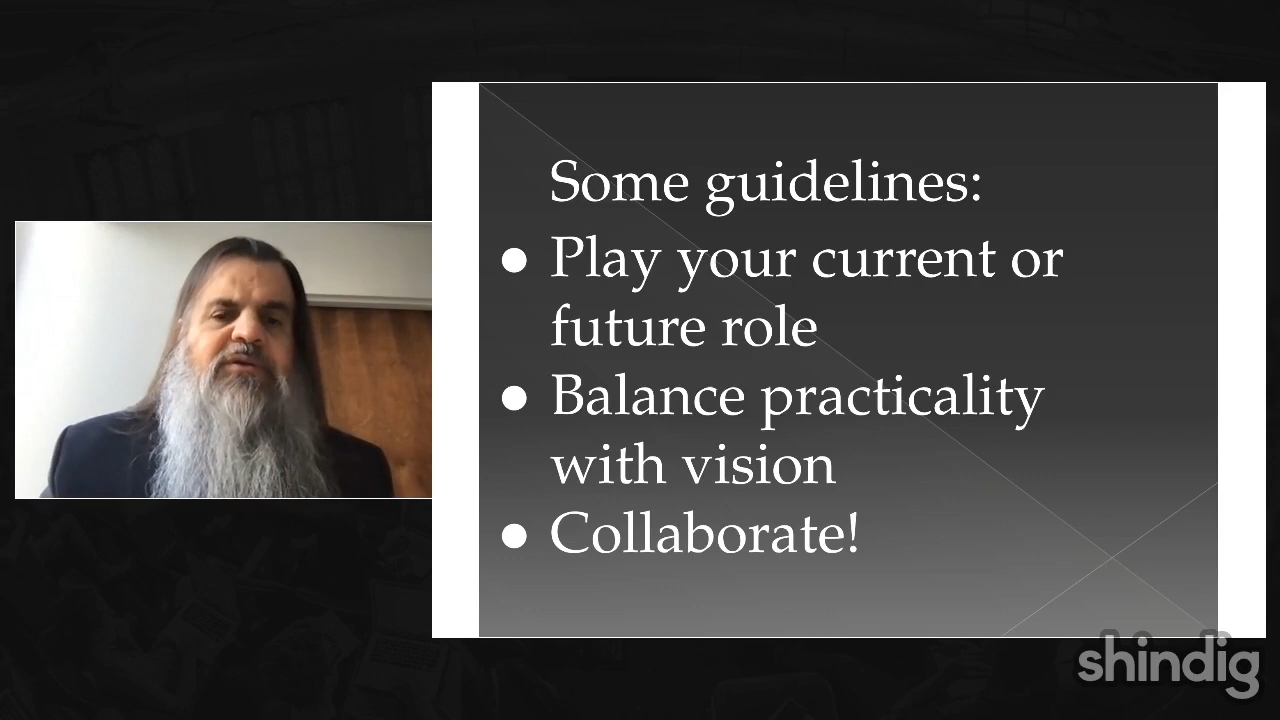 Some guidelines:
● Play your current or
future role
● Balance practicality
with vision
● Collaborate!
shindig